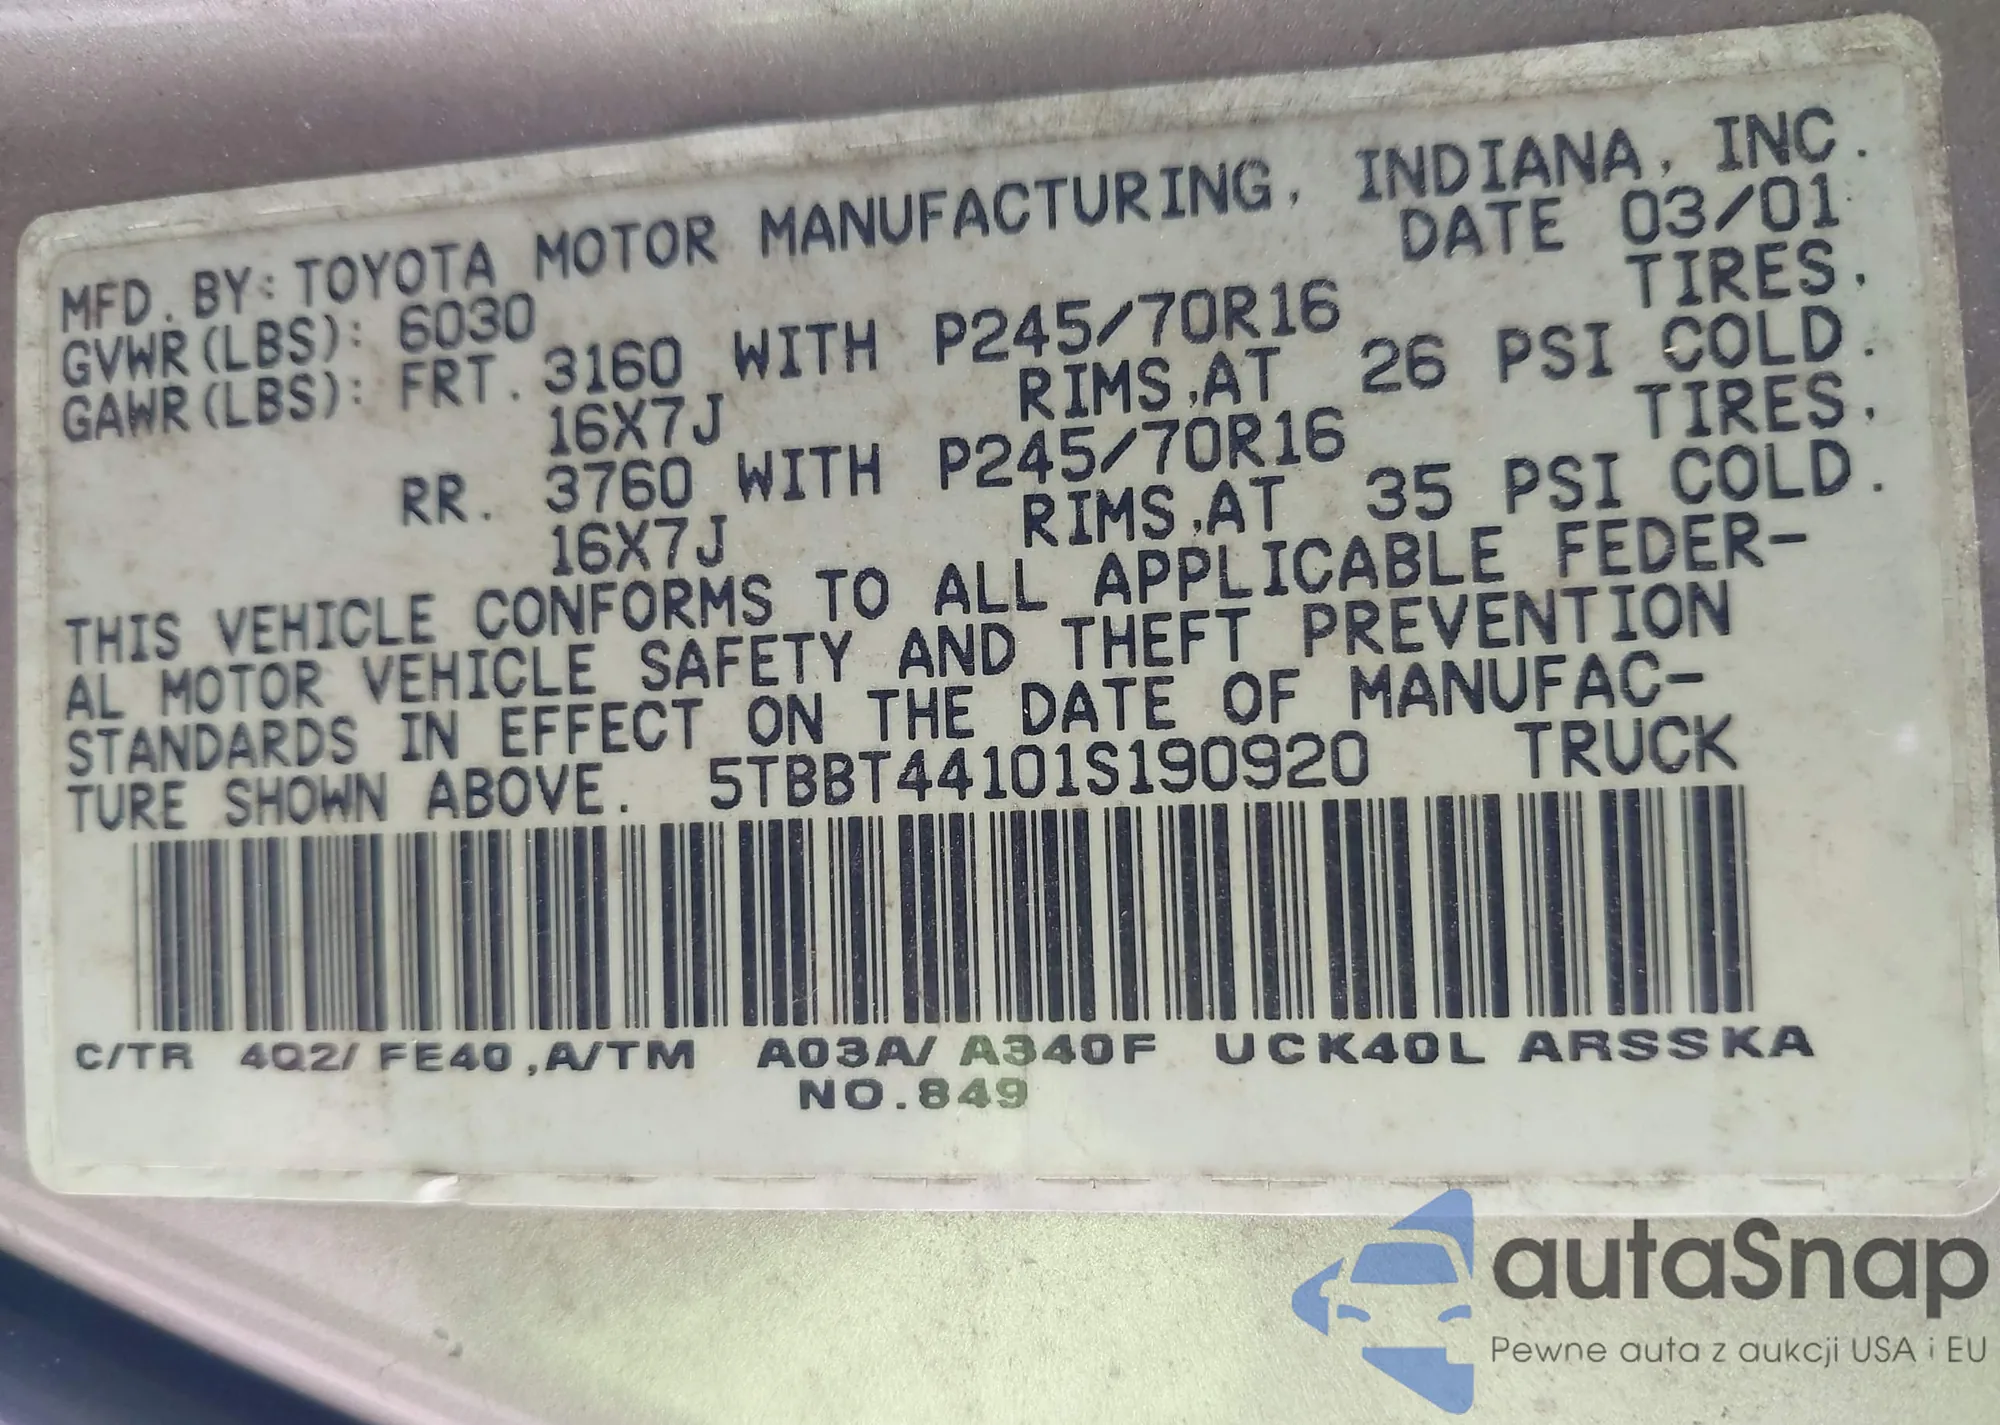 MFD. BY: TOYOTA MOTOR MANUFACTURING, INDIANA, INC.
GVWR(LBS): 6030 DATE 03/01
GAWR(LBS): FRT. 3160 WITH P245/70R16 TIRES,
16X7J RIMS,AT 26 PSI COLD.
RR. 3760 WITH P245/70R16 TIRES,
16X7J RIMS,AT 35 PSI COLD.
THIS VEHICLE CONFORMS TO ALL APPLICABLE FEDER-
AL MOTOR VEHICLE SAFETY AND THEFT PREVENTION
STANDARDS IN EFFECT ON THE DATE OF MANUFAC-
TURE SHOWN ABOVE. 5TBBT44101S190920 TRUCK
C/TR 4Q2/ FE40 ,A/TM A03A/ A340F UCK40L ARSSKA
NO.849
autaSnap
Pewne auta z aukcji USA i EU